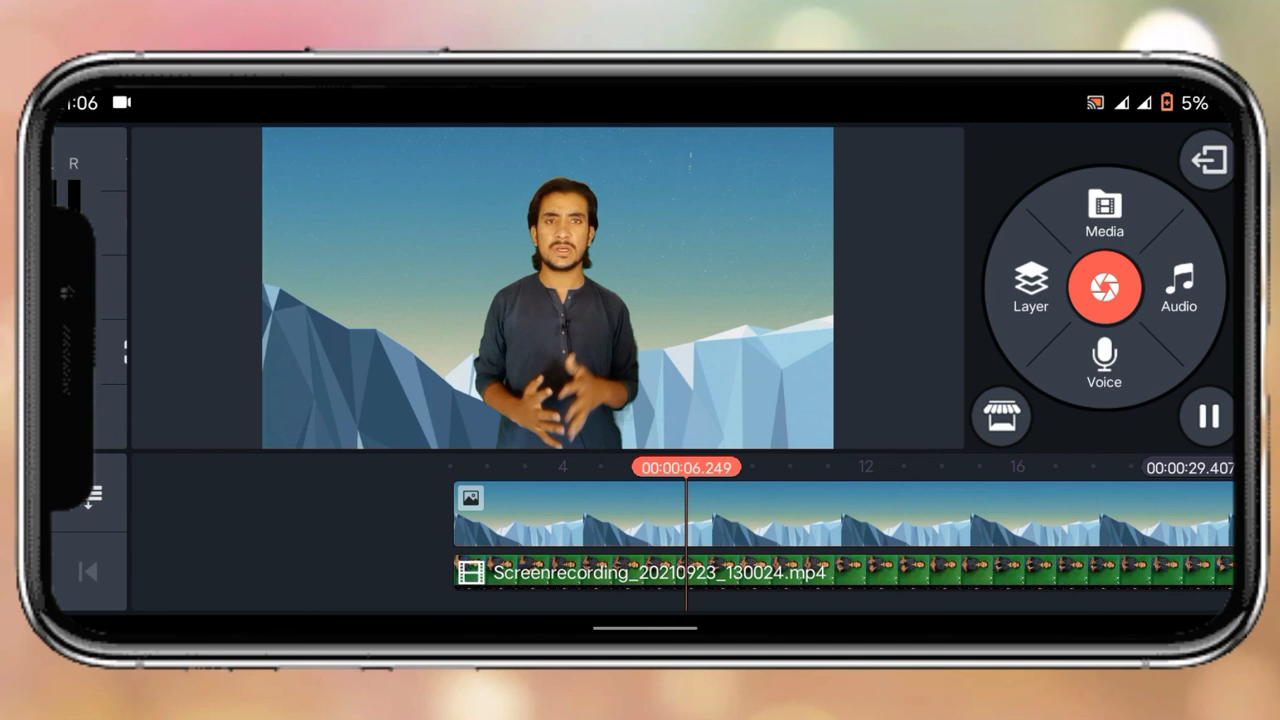 :06
5%
R
Media
Layer
Audio
Voice
4
00:00:06.249
12
16
00:00:29.407
Screenrecording_20210923_130024.mp4